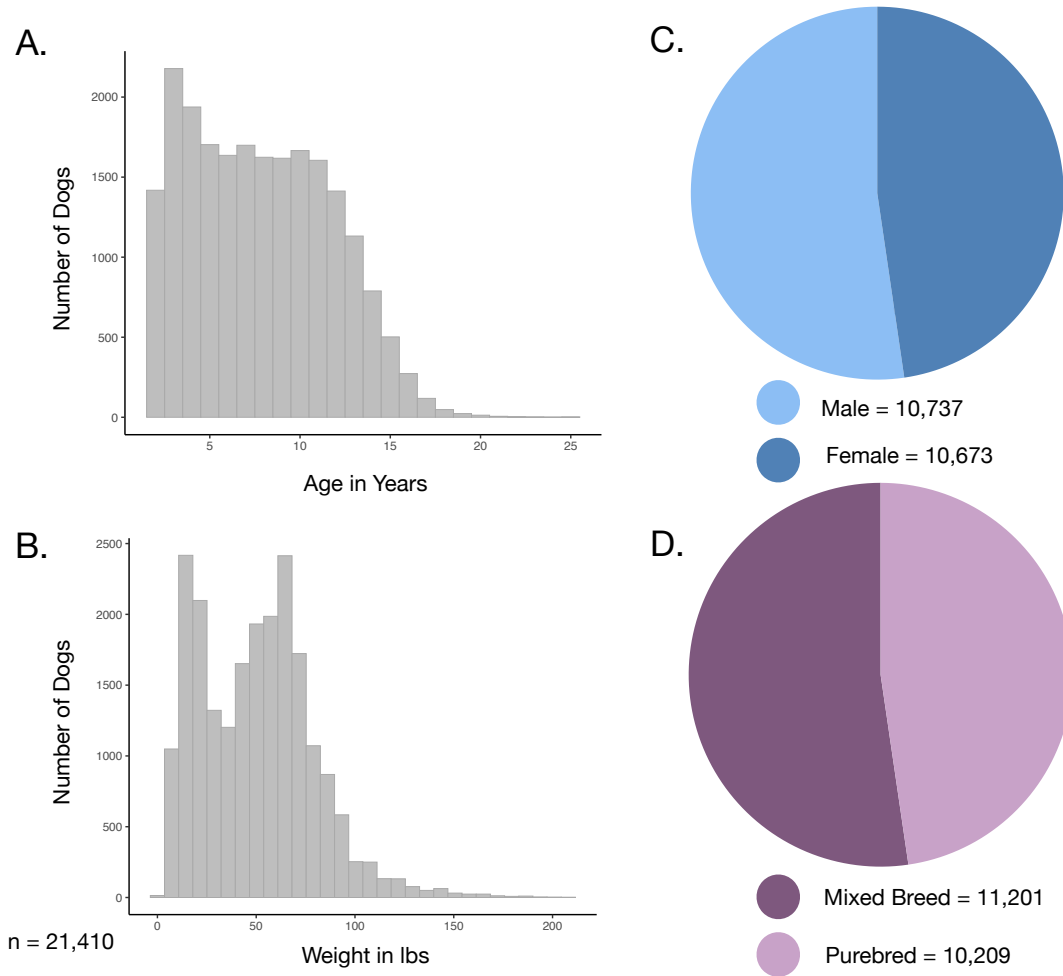 A.
2000
1500
1000
500
0
Number of Dogs
5
10
15
20
25
Age in Years
B.
2500
2000
1500
1000
500
0
Number of Dogs
0
50
100
150
200
Weight in lbs
n = 21,410
C.
Male = 10,737
Female = 10,673
D.
Mixed Breed = 11,201
Purebred = 10,209